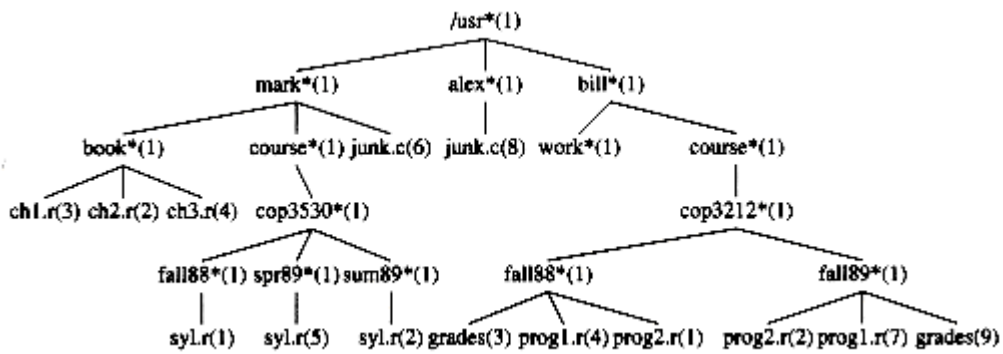 /usr*(1)
mark*(1) alex*(1) bill*(1)
book*(1) course*(1) junk.c(6) junk.c(8) work*(1) course*(1)
ch1.r(3) ch2.r(2) ch3.r(4) cop3530*(1) cop3212*(1)
fall88*(1) spr89*(1) sum89*(1) fall88*(1) fall89*(1)
syl.r(1) syl.r(5) syl.r(2) grades(3) prog1.r(4) prog2.r(1) prog2.r(2) prog1.r(7) grades(9)